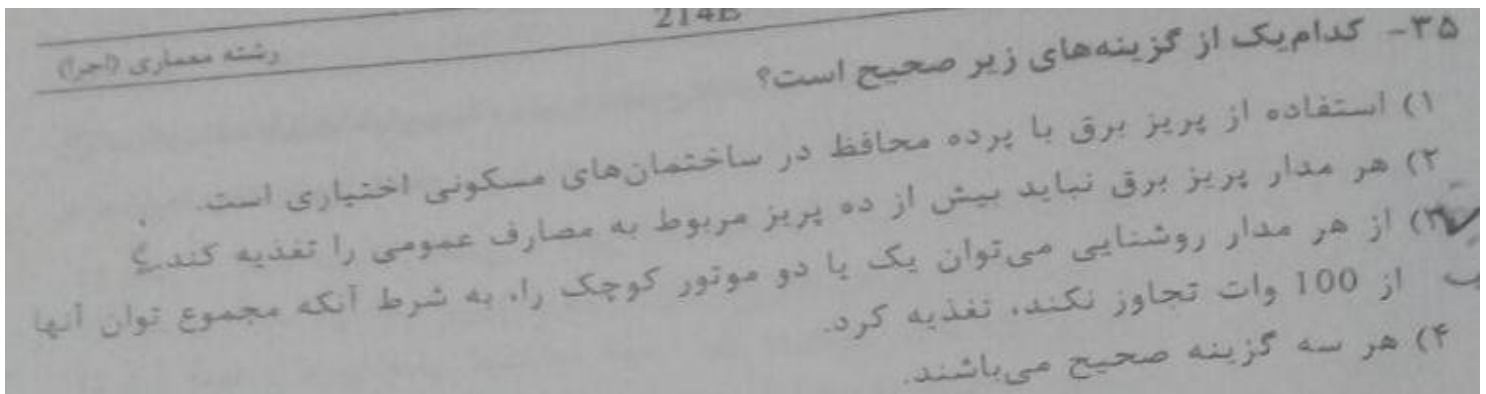 214E
رشته معماری (اجرا)
۳۵- کدام‌یک از گزینه‌های زیر صحیح است؟
۱) استفاده از پریز برق با پرده محافظ در ساختمان‌های مسکونی اختیاری است.
۲) هر مدار پریز برق نباید بیش از ده پریز مربوط به مصارف عمومی را تغذیه کند.
۳) از هر مدار روشنایی می‌توان یک یا دو موتور کوچک را، به شرط آنکه مجموع توان آنها
از 100 وات تجاوز نکند، تغذیه کرد.
۴) هر سه گزینه صحیح می‌باشند.